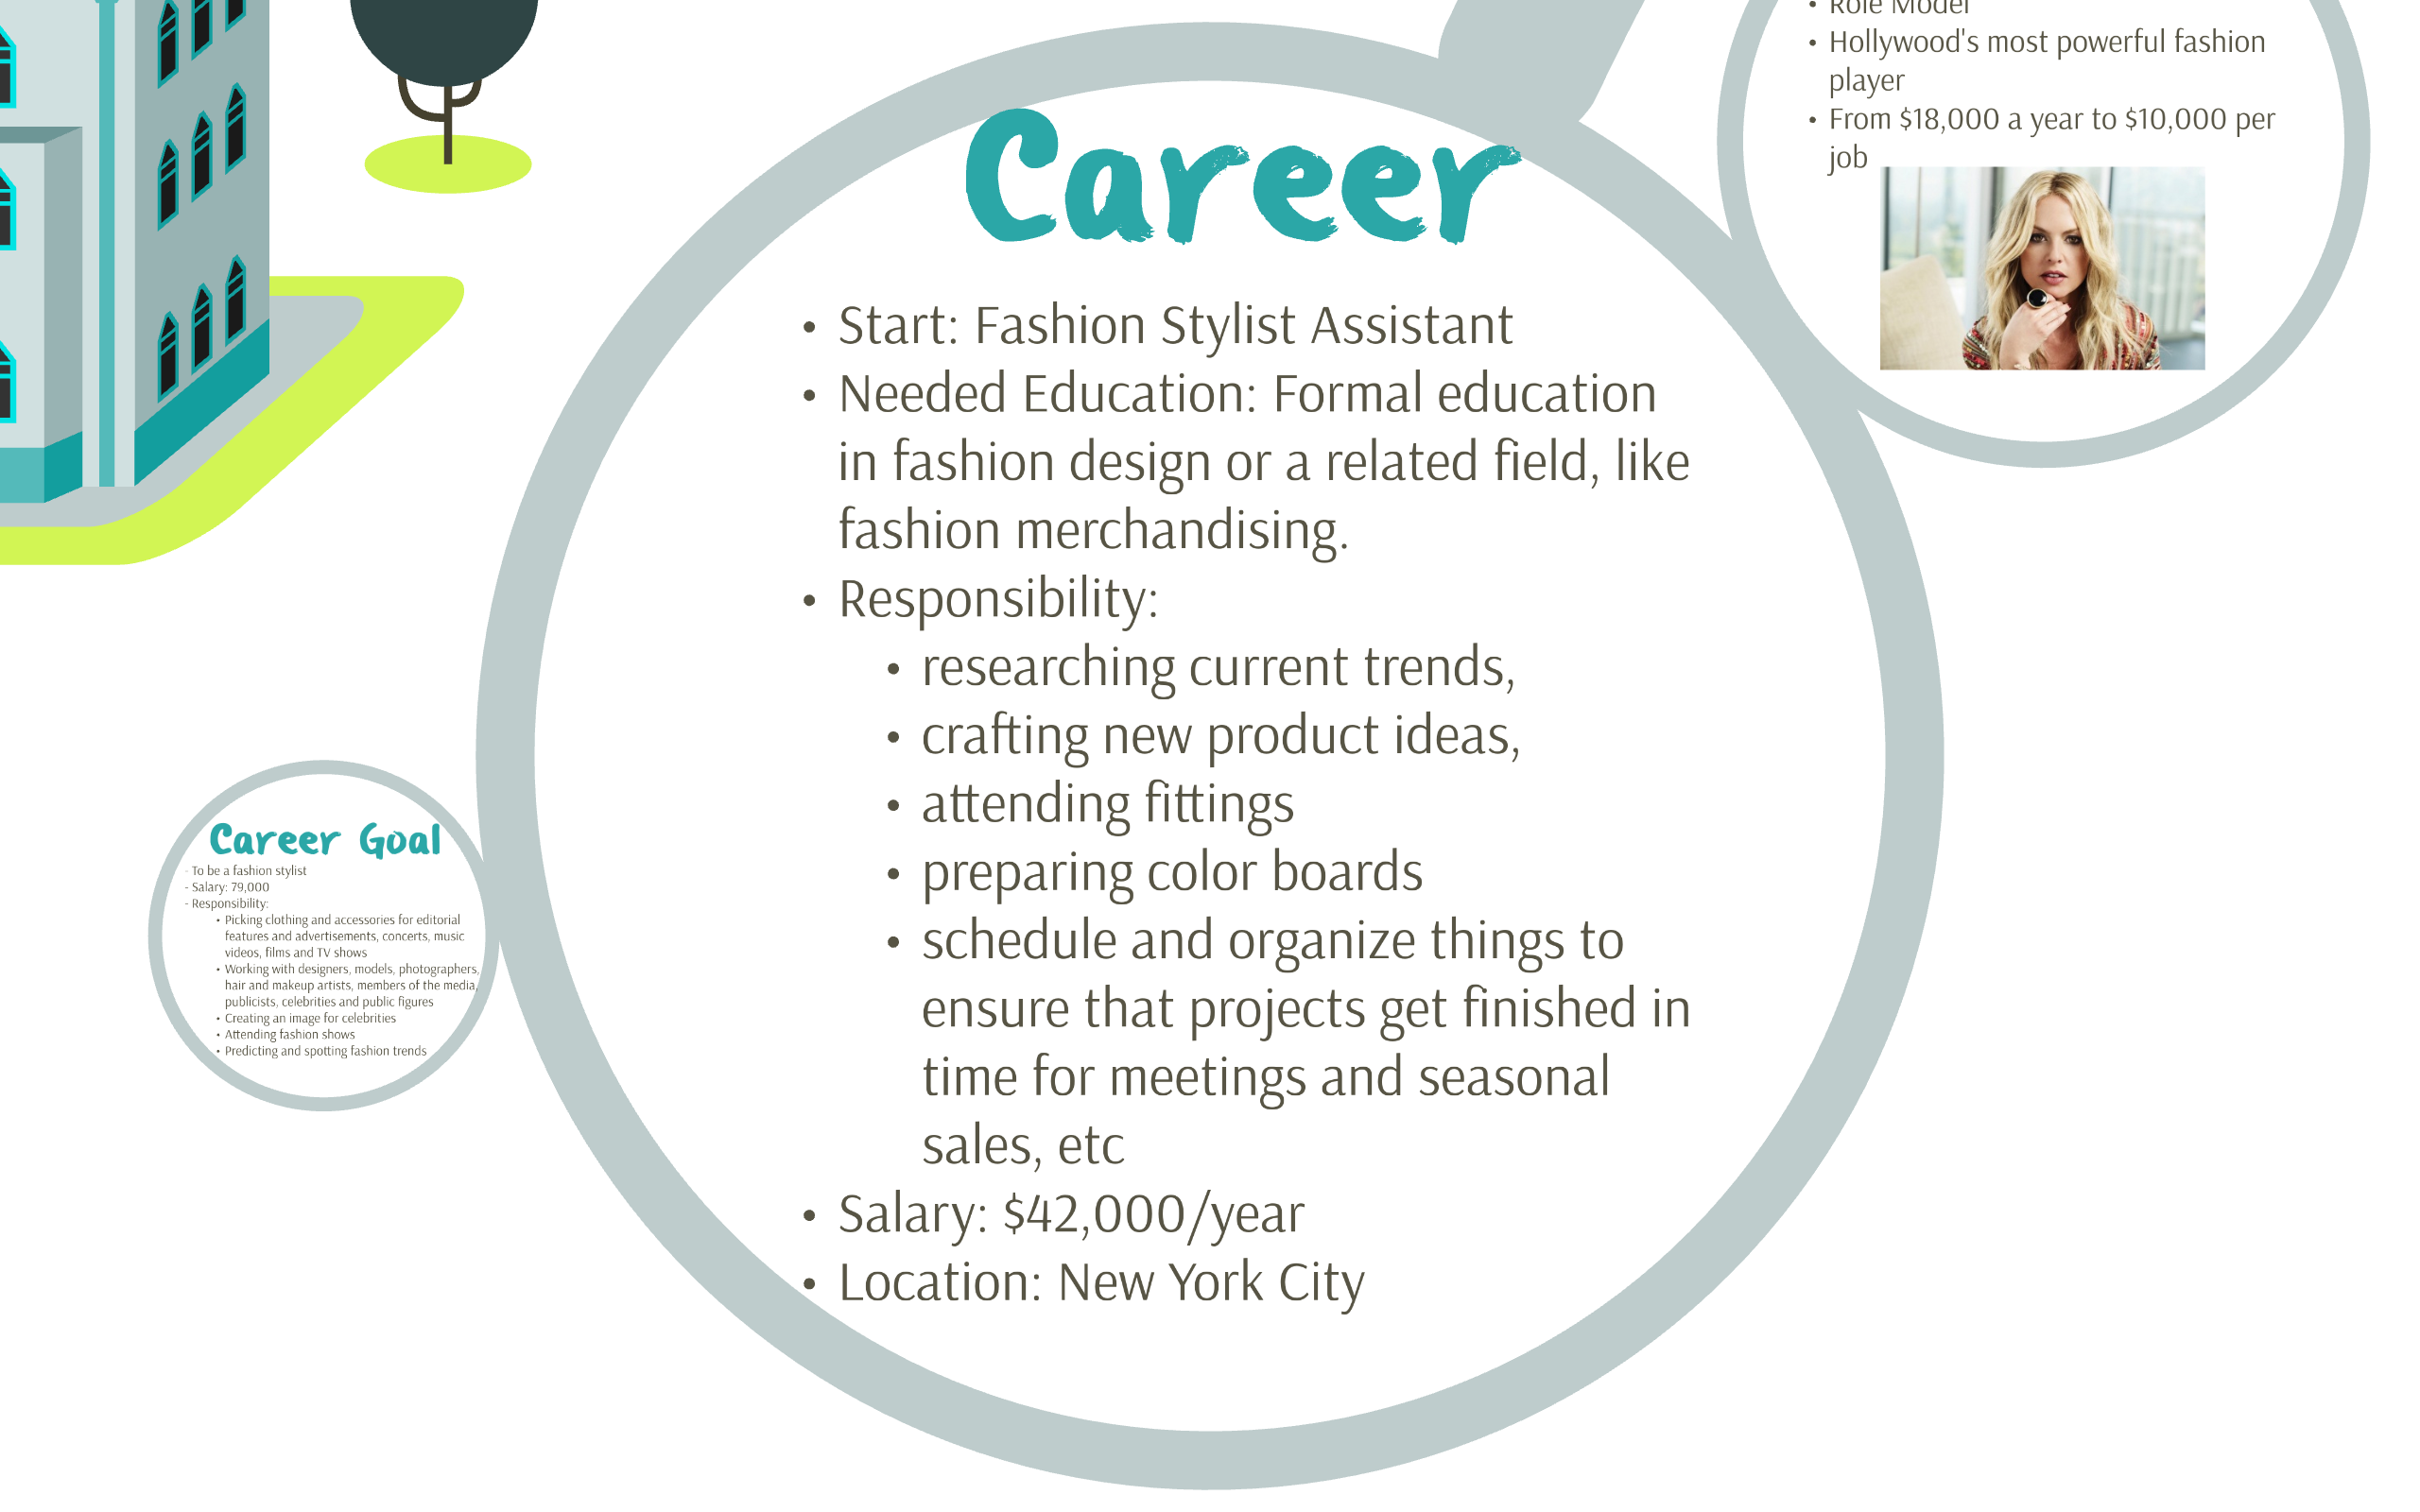 Role Model
Hollywood's most powerful fashion
player
From $18,000 a year to $10,000 per
job
Career
• Start: Fashion Stylist Assistant
• Needed Education: Formal education
in fashion design or a related field, like
fashion merchandising.
• Responsibility:
• researching current trends,
• crafting new product ideas,
• attending fittings
• preparing color boards
• schedule and organize things to
ensure that projects get finished in
time for meetings and seasonal
sales, etc
• Salary: $42,000/year
• Location: New York City
Career Goal
- To be a fashion stylist
- Salary: 79,000
- Responsibility:
• Picking clothing and accessories for editorial
features and advertisements, concerts, music
videos, films and TV shows
• Working with designers, models, photographers,
hair and makeup artists, members of the media,
publicists, celebrities and public figures
• Creating an image for celebrities
• Attending fashion shows
• Predicting and spotting fashion trends